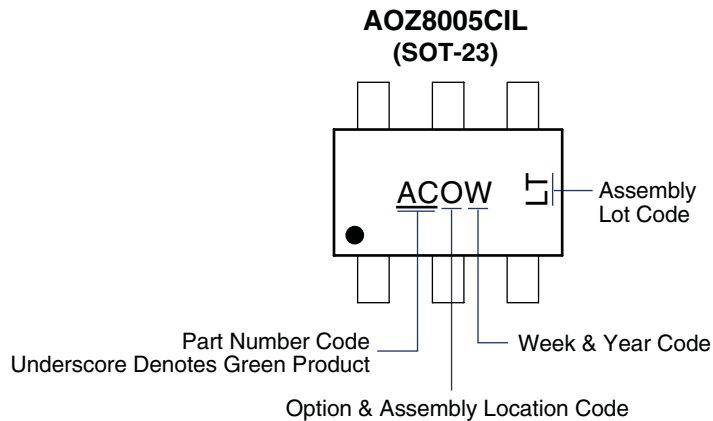 AOZ8005CIL
(SOT-23)
ACOW
LT
Assembly
Lot Code
Part Number Code
Underscore Denotes Green Product
Week & Year Code
Option & Assembly Location Code